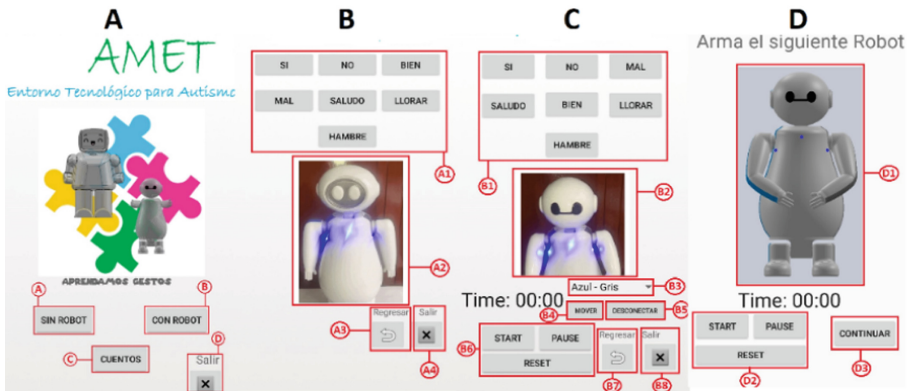 A
AMET
Entorno Tecnológico para Autismo
APRENDAMOS GESTOS
A
B
SIN ROBOT
CON ROBOT
C
CUENTOS
D
Salir
B
SI NO BIEN
MAL SALUDO LLORAR
HAMBRE
A1
A2
Regresar
Salir
A3
A4
C
SI NO MAL
SALUDO BIEN LLORAR
HAMBRE
B1
B2
Azul - Gris
B3
Time: 00:00
B4
MOVER
DESCONECTAR
B5
B6
START PAUSE
RESET
Regresar
Salir
B7
B8
D
Arma el siguiente Robot
D1
Time: 00:00
START PAUSE
RESET
D2
CONTINUAR
D3